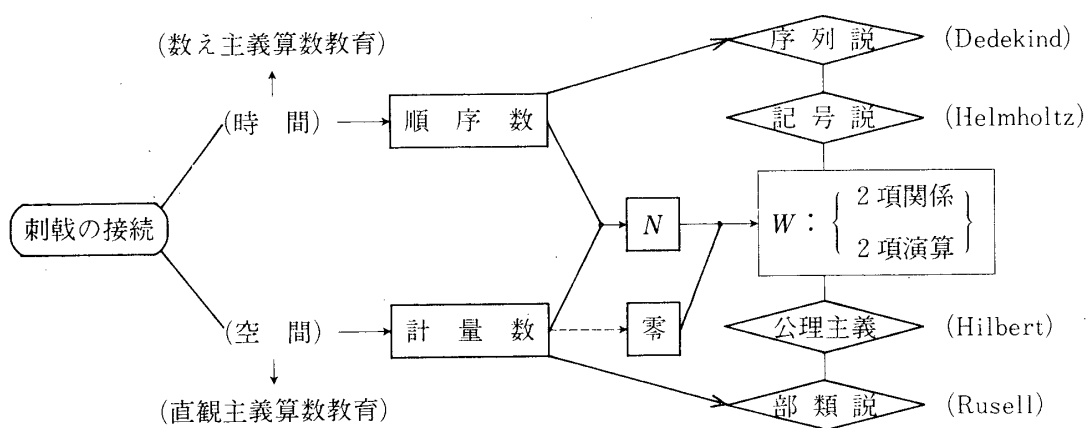 (数え主義算数教育)
序列説
(Dedekind)
(時間)
順序数
記号説
(Helmholtz)
刺戟の接続
N
W:
2項関係
2項演算
(空間)
計量数
零
公理主義
(Hilbert)
(直観主義算数教育)
部類説
(Rusell)